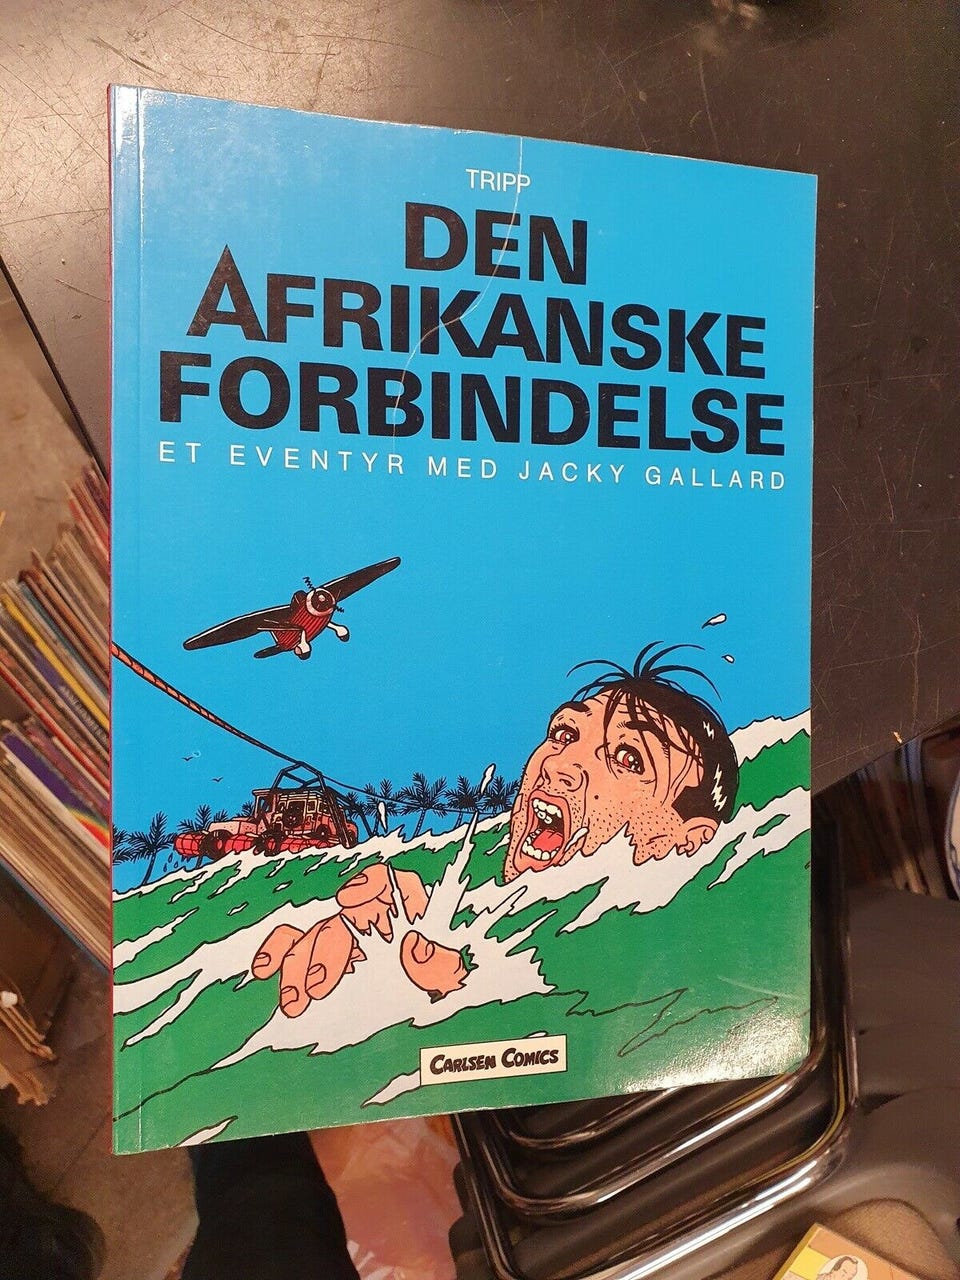 TRIPP
DEN
AFRIKANSKE
FORBINDELSE
ET EVENTYR MED JACKY GALLARD
CARLSEN COMICS